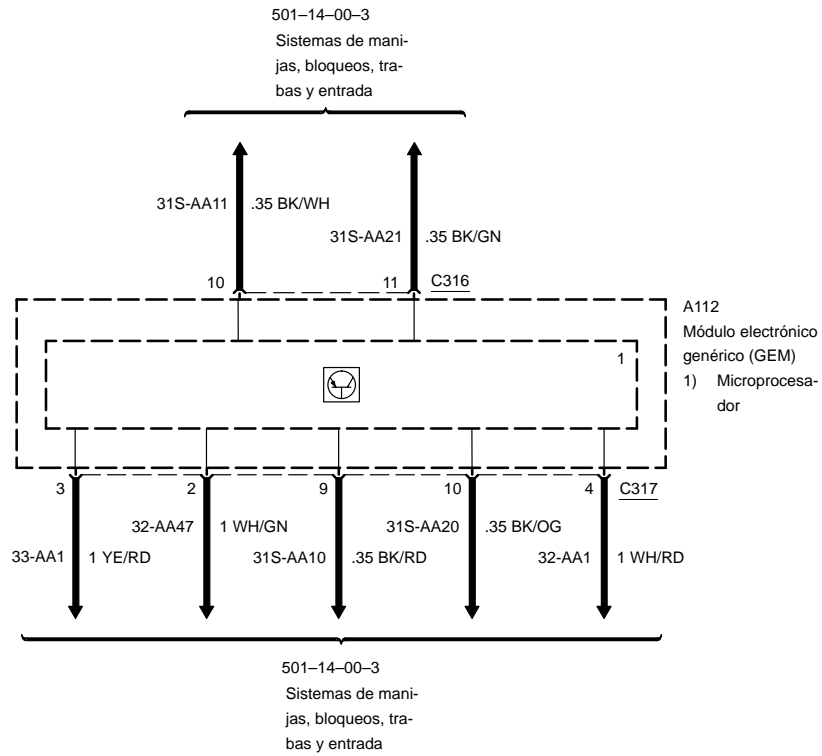 501–14–00–3
Sistemas de mani-
jas, bloqueos, tra-
bas y entrada
31S-AA11 .35 BK/WH
31S-AA21 .35 BK/GN
10 11 C316
A112
Módulo electrónico
genérico (GEM)
1) Microprocesa-
dor
1
3 2 9 10 4 C317
32-AA47 1 WH/GN 31S-AA20 .35 BK/OG
33-AA1 1 YE/RD 31S-AA10 .35 BK/RD 32-AA1 1 WH/RD
501–14–00–3
Sistemas de mani-
jas, bloqueos, tra-
bas y entrada